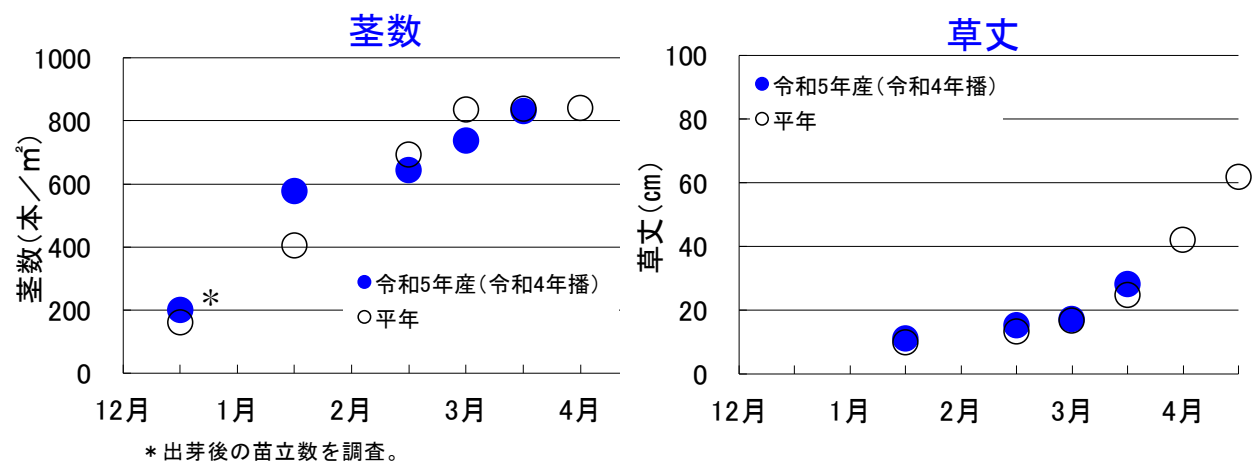 茎数
1000
800
600
400
200
0
茎数(本/㎡)
*
●令和5年産(令和4年播)
○平年
12月 1月 2月 3月 4月
*出芽後の苗立数を調査。
草丈
100
80
60
40
20
0
草丈(cm)
●令和5年産(令和4年播)
○平年
12月 1月 2月 3月 4月